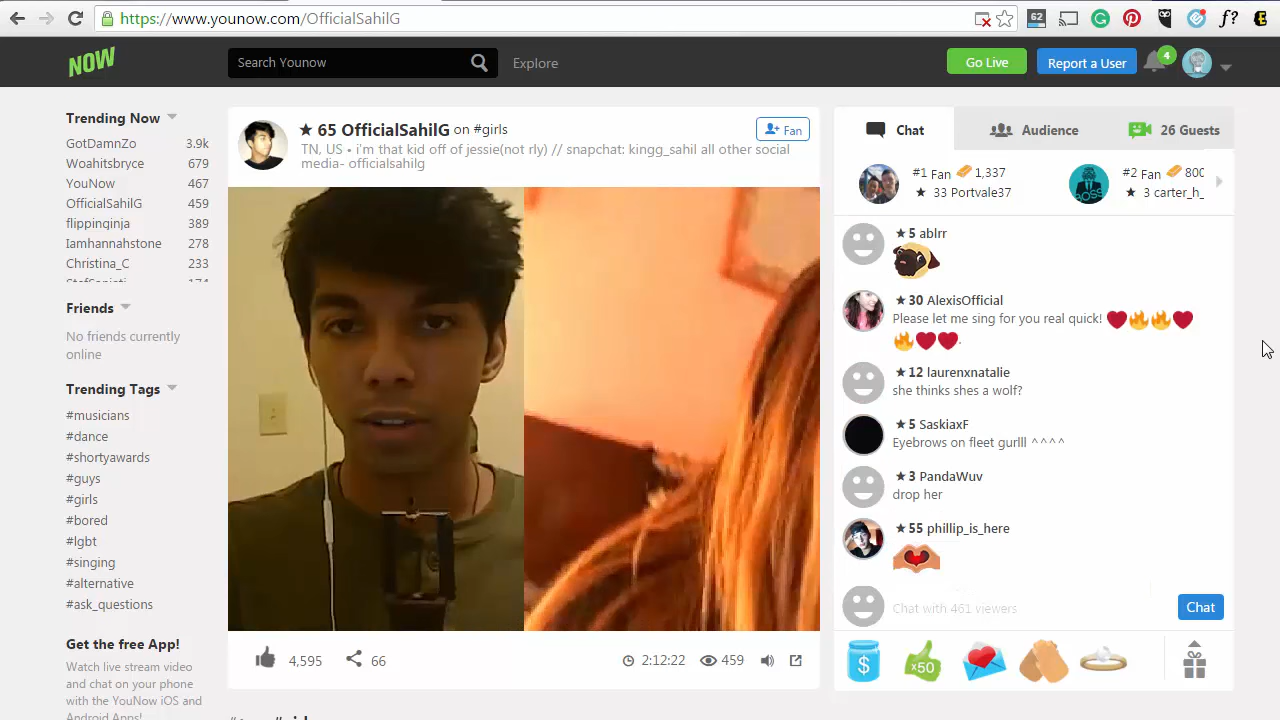 https://www.younow.com/OfficialSahilG
62
f?
NOW
Search Younow
Explore
Go Live
Report a User
4
Trending Now
GotDamnZo 3.9k
Woahitsbryce 679
YouNow 467
OfficialSahilG 459
flippinginja 389
Iamhannahstone 278
Christina_C 233
Friends
No friends currently
online
Trending Tags
#musicians
#dance
#shortyawards
#guys
#girls
#bored
#lgbt
#singing
#alternative
#ask_questions
Get the free App!
Watch live stream video
and chat on your phone
with the YouNow iOS and
Android Apps!
★ 65 OfficialSahilG on #girls
Fan
TN, US • i'm that kid off of jessie(not rly) // snapchat: kingg_sahil all other social
media- officialsahilg
4,595
66
2:12:22
459
Chat
Audience
26 Guests
#1 Fan 1,337
★ 33 Portvale37
#2 Fan 800
★ 3 carter_h_
★ 5 ablrr
★ 30 AlexisOfficial
Please let me sing for you real quick! ❤🔥🔥❤
🔥❤❤.
★ 12 laurenxnatalie
she thinks shes a wolf?
★ 5 SaskiaxF
Eyebrows on fleet gurlll ^^^^
★ 3 PandaWuv
drop her
★ 55 phillip_is_here
Chat with 461 viewers
Chat
$
x50